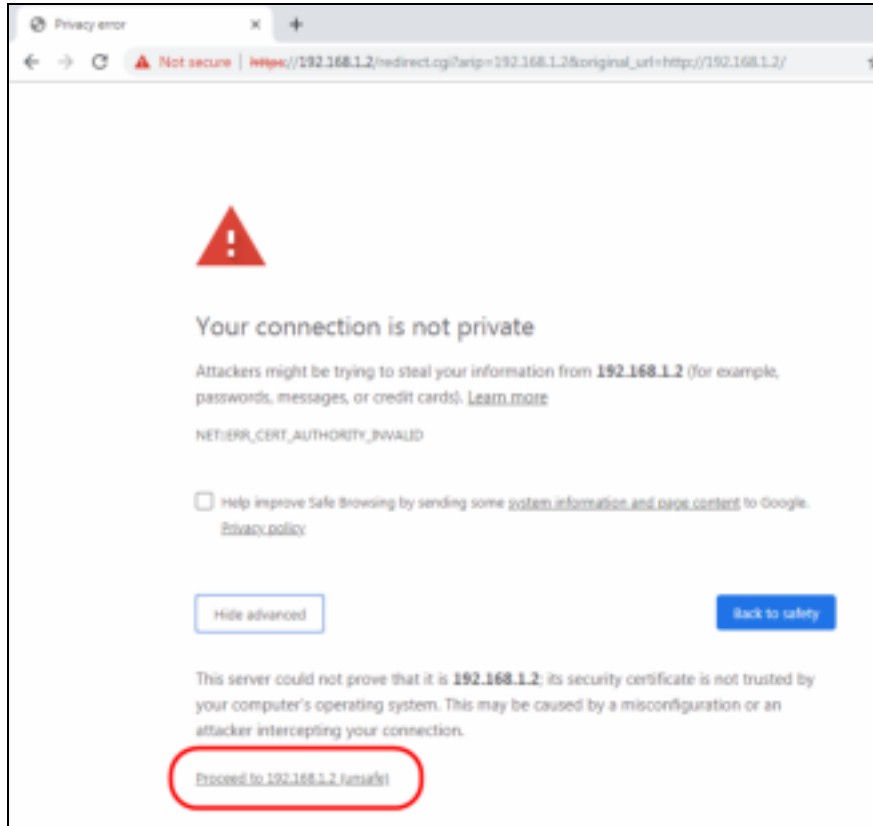 Privacy error
Not secure | https://192.168.1.2/redirect.cgi?arip=192.168.1.2&original_url=http://192.168.1.2/
Your connection is not private
Attackers might be trying to steal your information from 192.168.1.2 (for example,
passwords, messages, or credit cards). Learn more
NET::ERR_CERT_AUTHORITY_INVALID
Help improve Safe Browsing by sending some system information and page content to Google.
Privacy policy
Hide advanced
Back to safety
This server could not prove that it is 192.168.1.2; its security certificate is not trusted by
your computer's operating system. This may be caused by a misconfiguration or an
attacker intercepting your connection.
Proceed to 192.168.1.2 (unsafe)